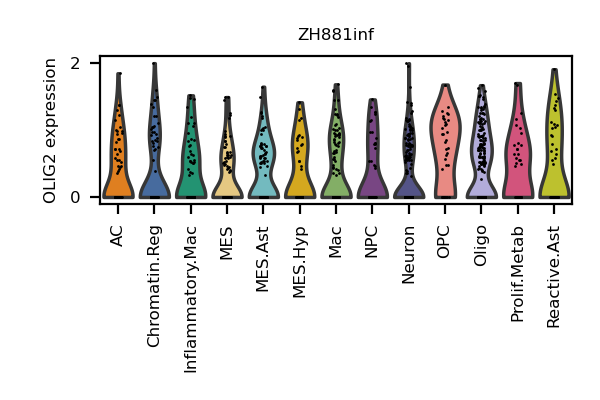 ZH881inf
OLIG2 expression
2
0
AC
Chromatin.Reg
Inflammatory.Mac
MES
MES.Ast
MES.Hyp
Mac
NPC
Neuron
OPC
Oligo
Prolif.Metab
Reactive.Ast